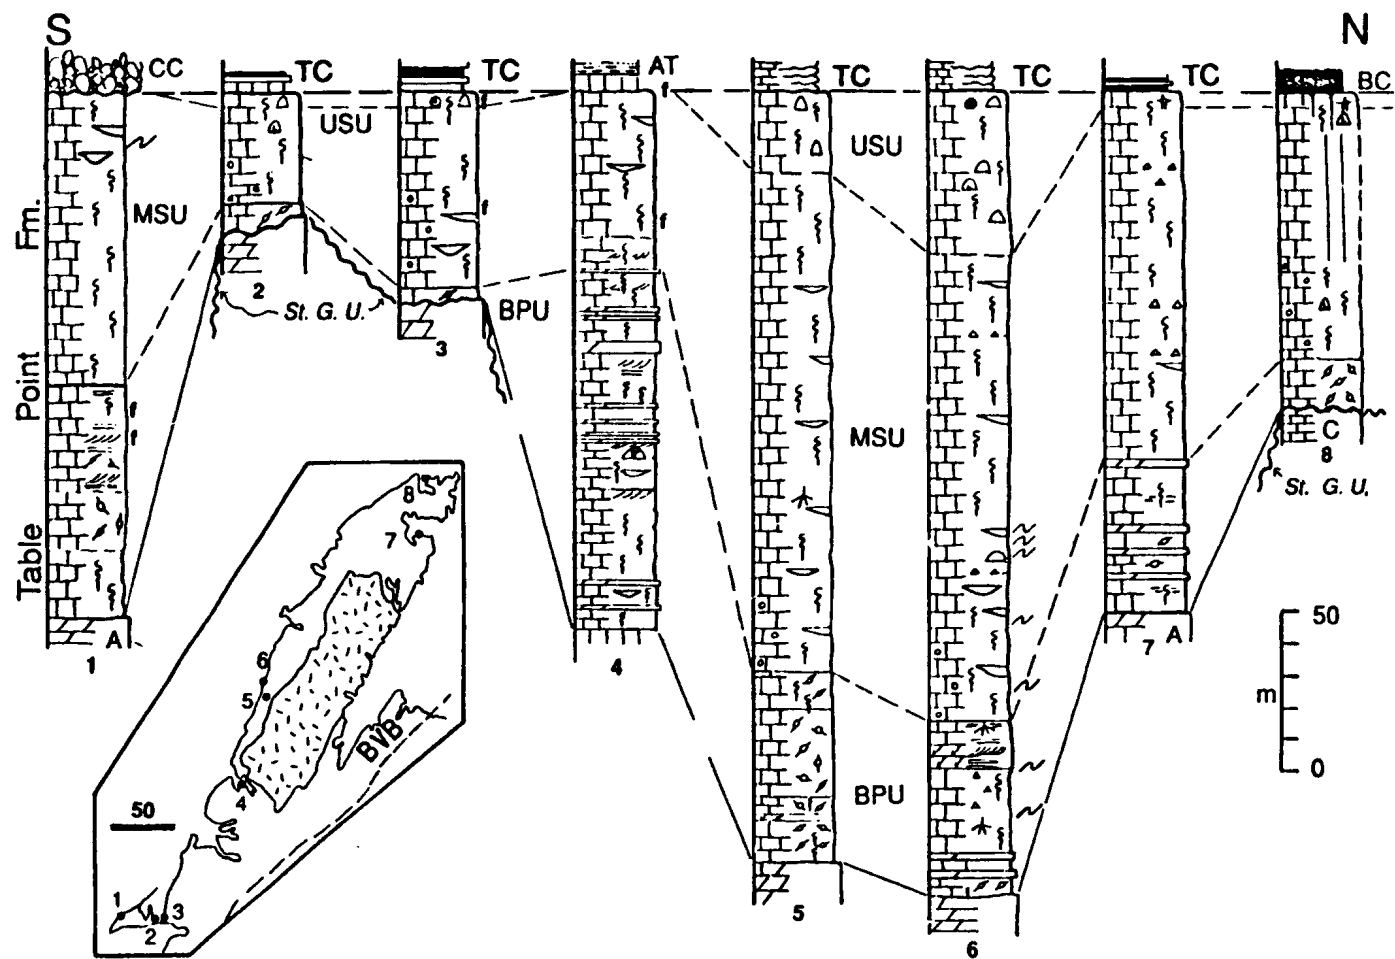 S
N
CC
TC
TC
AT
TC
TC
TC
BC
f
f
USU
USU
MSU
f
f
Table Point Fm.
2
St. G. U.
3
BPU
MSU
f
f
C
8
St. G. U.
A
1
4
7
A
50
m
0
8
7
6
5
BVB
4
50
1
2
3
BPU
5
6